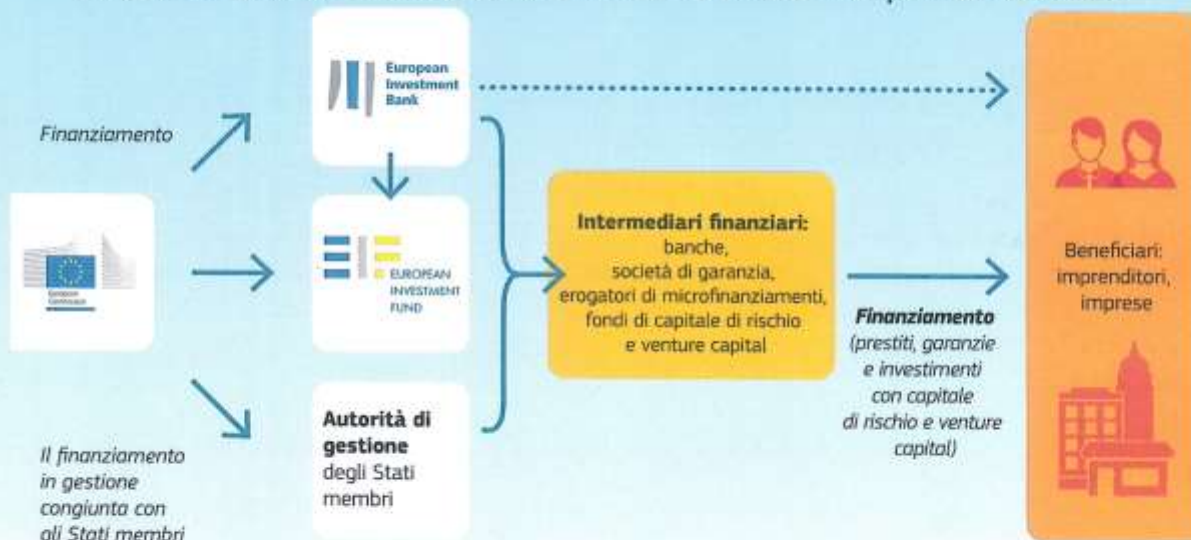 Finanziamento
European
Investment
Bank
European
Commission
EUROPEAN
INVESTMENT
FUND
Il finanziamento
in gestione
congiunta con
gli Stati membri
Autorità di
gestione
degli Stati
membri
Intermediari finanziari:
banche,
società di garanzia,
erogatori di microfinanziamenti,
fondi di capitale di rischio
e venture capital
Finanziamento
(prestiti, garanzie
e investimenti
con capitale
di rischio e venture
capital)
Beneficiari:
imprenditori,
imprese